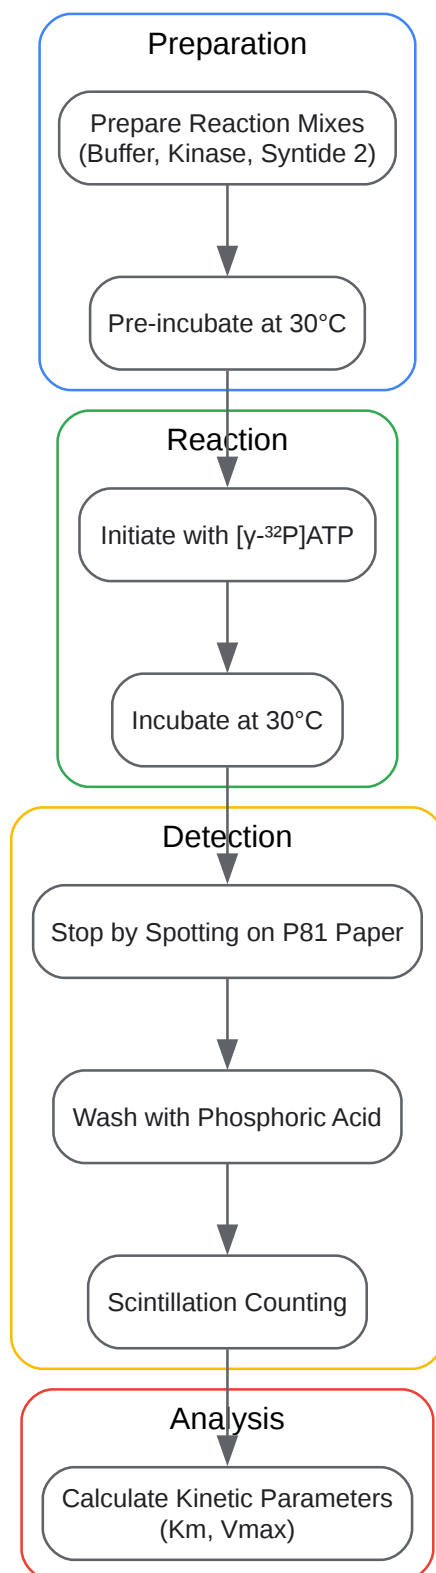 Preparation
Prepare Reaction Mixes
(Buffer, Kinase, Syntide 2)
Pre-incubate at 30°C
Reaction
Initiate with [γ-³²P]ATP
Incubate at 30°C
Detection
Stop by Spotting on P81 Paper
Wash with Phosphoric Acid
Scintillation Counting
Analysis
Calculate Kinetic Parameters
(Km, Vmax)